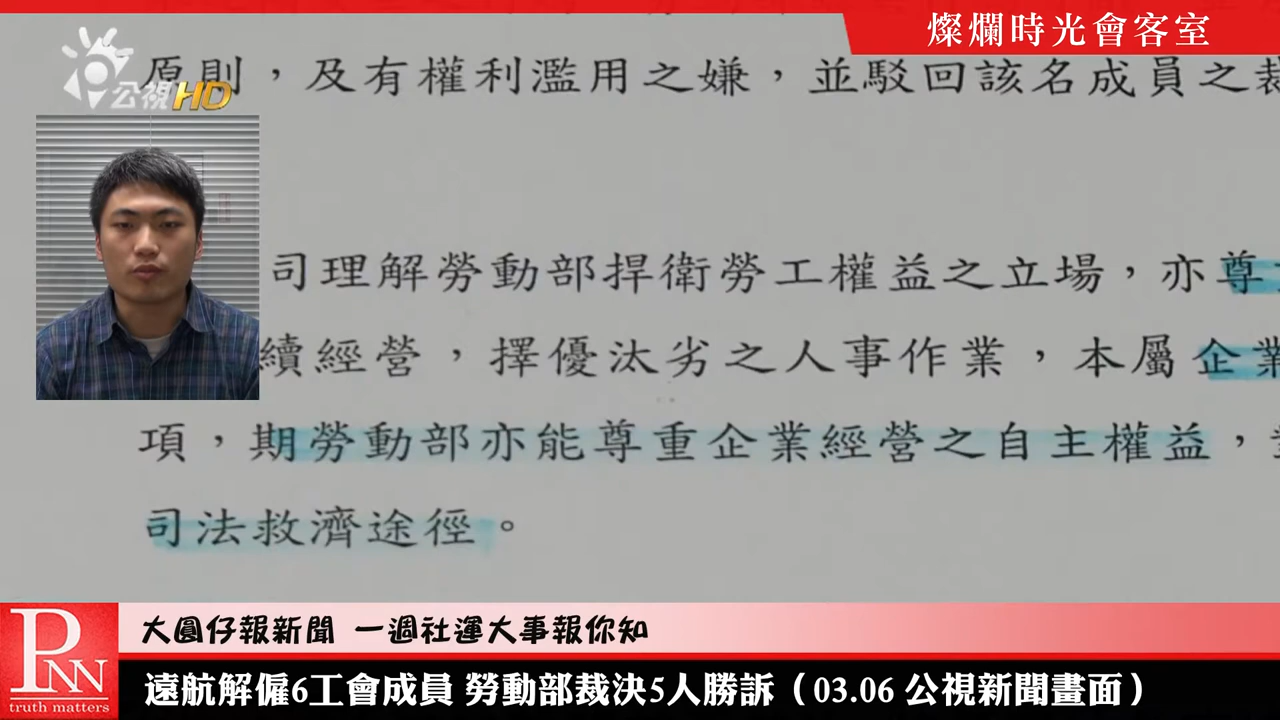 燦爛時光會客室
公視HD
原則，及有權利濫用之嫌，並駁回該名成員之裁
司理解勞動部捍衛勞工權益之立場，亦尊
續經營，擇優汰劣之人事作業，本屬企業
項，期勞動部亦能尊重企業經營之自主權益，
司法救濟途徑。
大圓仔報新聞 一週社運大事報你知
PNN
truth matters
遠航解僱6工會成員 勞動部裁決5人勝訴（03.06 公視新聞畫面）